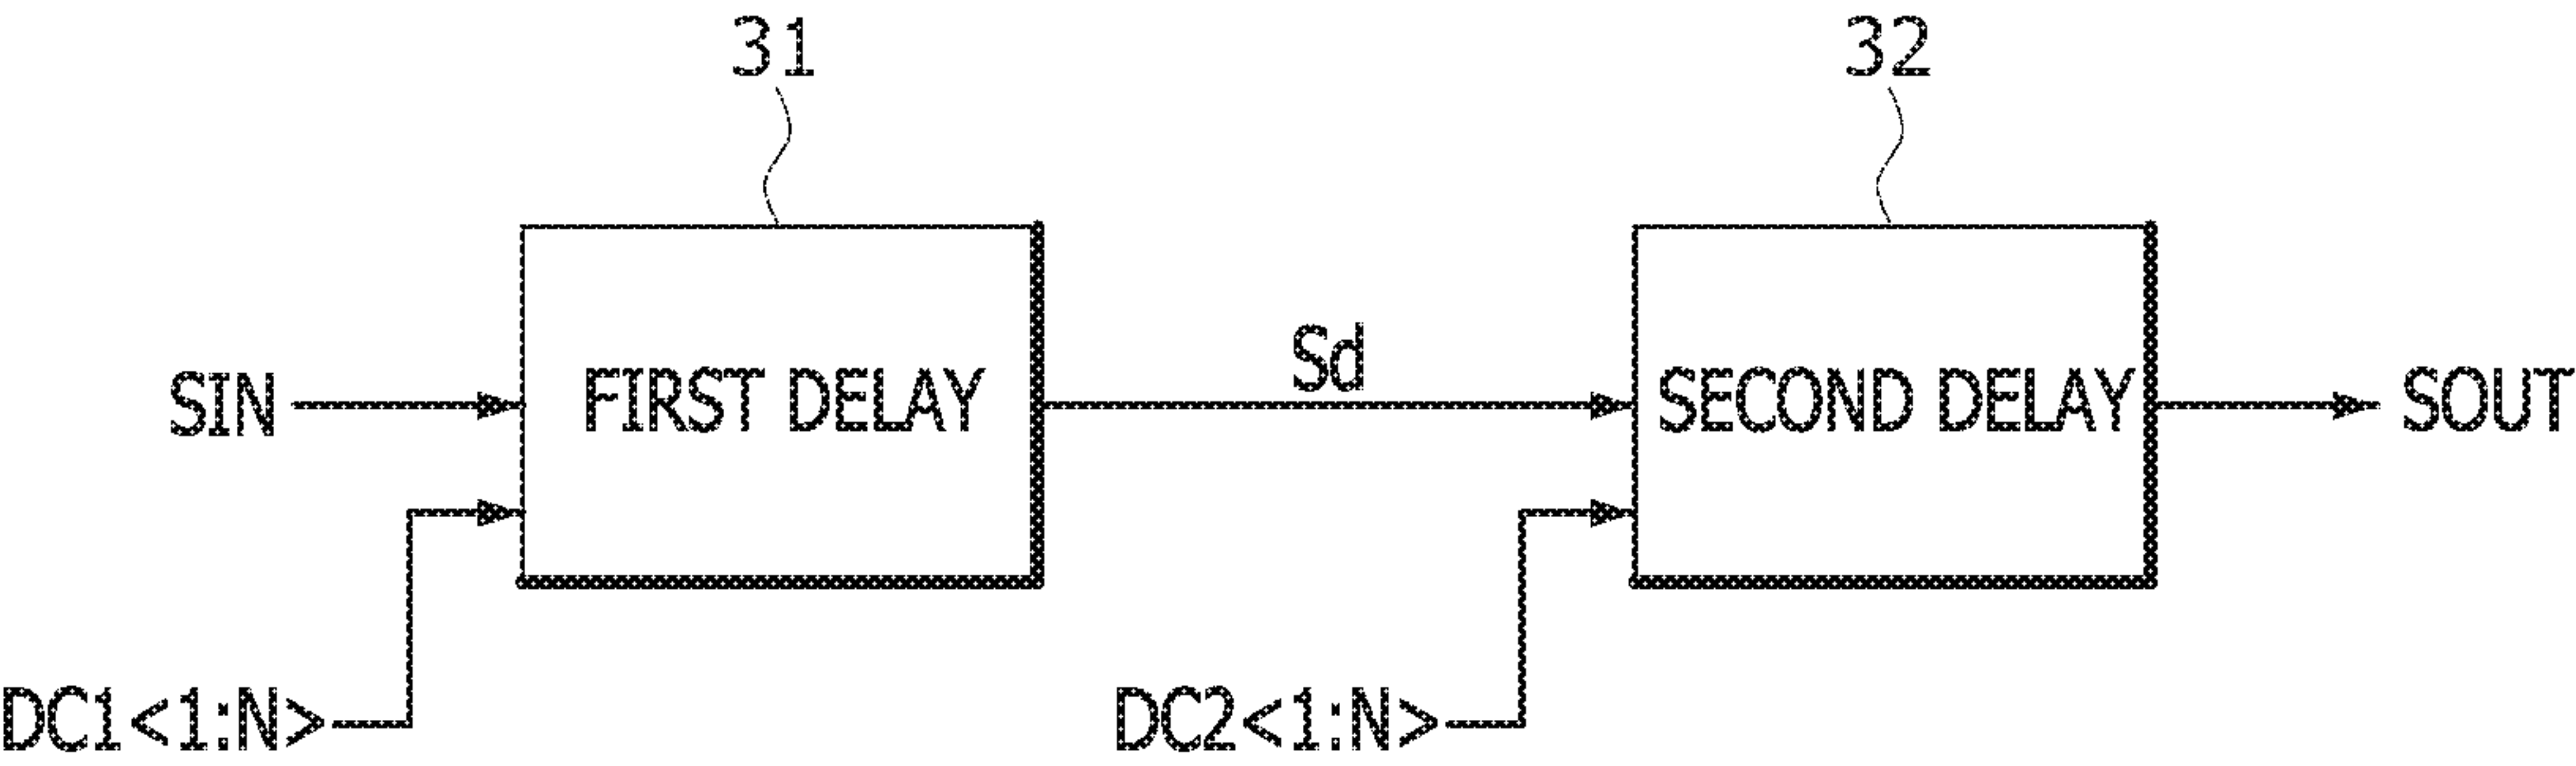 31
32
Sd
SIN
FIRST DELAY
SECOND DELAY
SOUT
DC1<1:N>
DC2<1:N>